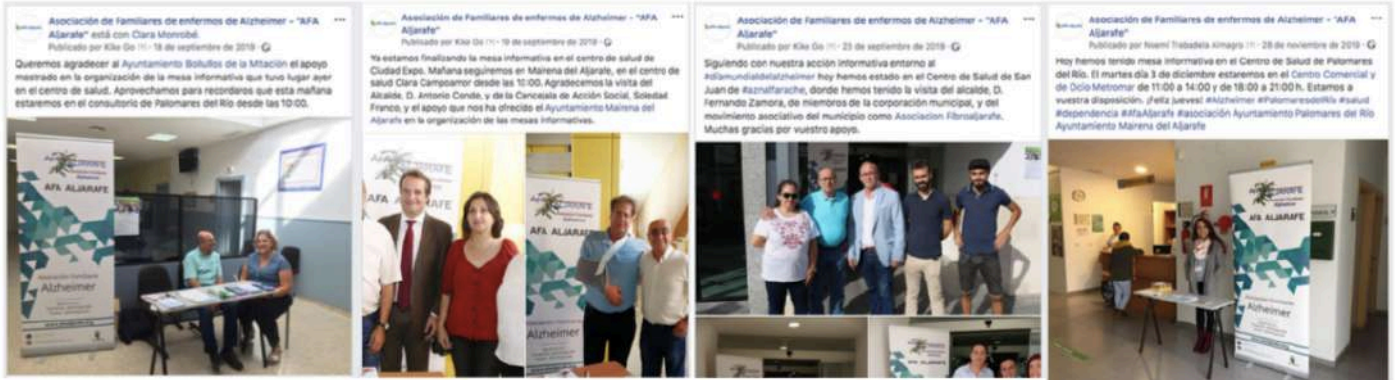 Asociación de Familiares de enfermos de Alzheimer - "AFA
Aljarafe" está con Clara Monrobé.
Publicado por Kike Go · 18 de septiembre de 2019 ·
Queremos agradecer al Ayuntamiento Bollullos de la Mitación el apoyo
mostrado en la organización de la mesa informativa que tuvo lugar ayer
en el centro de salud. Aprovechamos para recordaros que esta mañana
estaremos en el consultorio de Palomares del Río desde las 10:00.
ALJARAFE
AFA ALJARAFE
Asociación Familiares
Alzheimer
Asociación de Familiares de enfermos de Alzheimer - "AFA
Aljarafe"
Publicado por Kike Go · 19 de septiembre de 2019 ·
Ya estamos finalizando la mesa informativa en el centro de salud de
Ciudad Expo. Mañana seguiremos en Mairena del Aljarafe, en el centro de
salud Clara Campoamor desde las 10:00. Agradecemos la visita del
Alcalde, D. Antonio Conde, y de la Concejala de Acción Social, Soledad
Franco, y el apoyo que nos ha ofrecido el Ayuntamiento Mairena del
Aljarafe en la organización de las mesas informativas.
AFA ALJARAFE
Alzheimer
Asociación de Familiares de enfermos de Alzheimer - "AFA
Aljarafe"
Publicado por Kike Go · 23 de septiembre de 2019 ·
Siguiendo con nuestra acción informativa entorno al
#díamundialdelalzheimer hoy hemos estado en el Centro de Salud de San
Juan de #aznalfarache, donde hemos tenido la visita del alcalde, D.
Fernando Zamora, de miembros de la corporación municipal, y del
movimiento asociativo del municipio como Asociacion Fibroaljarafe.
Muchas gracias por vuestro apoyo.
AFA ALJARAFE
Asociación de Familiares de enfermos de Alzheimer - "AFA
Aljarafe"
Publicado por Noemí Trabadela Almagro · 28 de noviembre de 2019 ·
Hoy hemos tenido mesa informativa en el Centro de Salud de Palomares
del Río. El martes día 3 de diciembre estaremos en el Centro Comercial y
de Ocio Metromar de 11:00 a 14:00 y de 18:00 a 21:00 h. Estamos a
vuestra disposición. ¡Feliz jueves! #Alzheimer #PalomaresdelRío #salud
#dependencia #AfaAljarafe #asociación Ayuntamiento Palomares del Río
Ayuntamiento Mairena del Aljarafe
ALJARAFE
AFA ALJARAFE
Asociación Familiares
Alzheimer